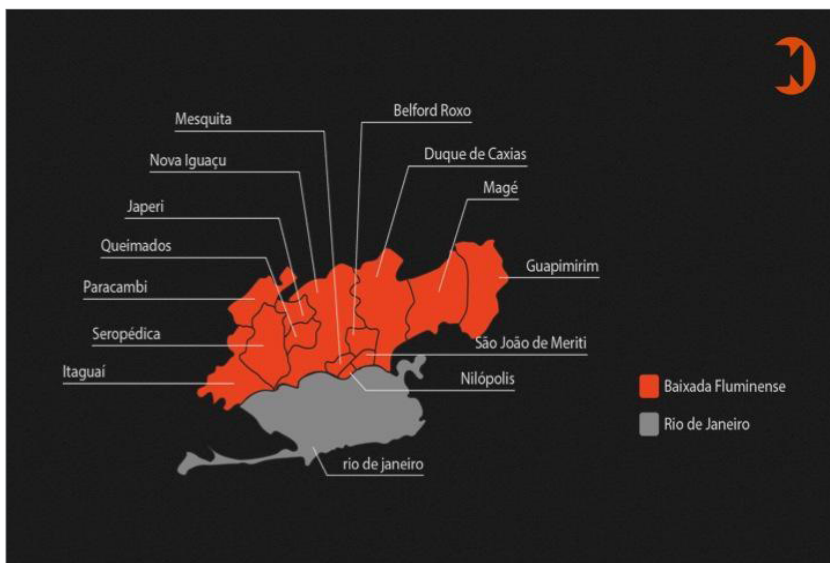 Belford Roxo
Mesquita
Duque de Caxias
Nova Iguaçu
Magé
Japeri
Queimados
Guapimirim
Paracambi
Seropédica
São João de Meriti
Itaguaí
Nilópolis
Baixada Fluminense
Rio de Janeiro
rio de janeiro